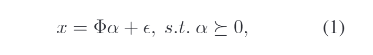 x = Φα + ϵ, s.t. α ⪰ 0, (1)